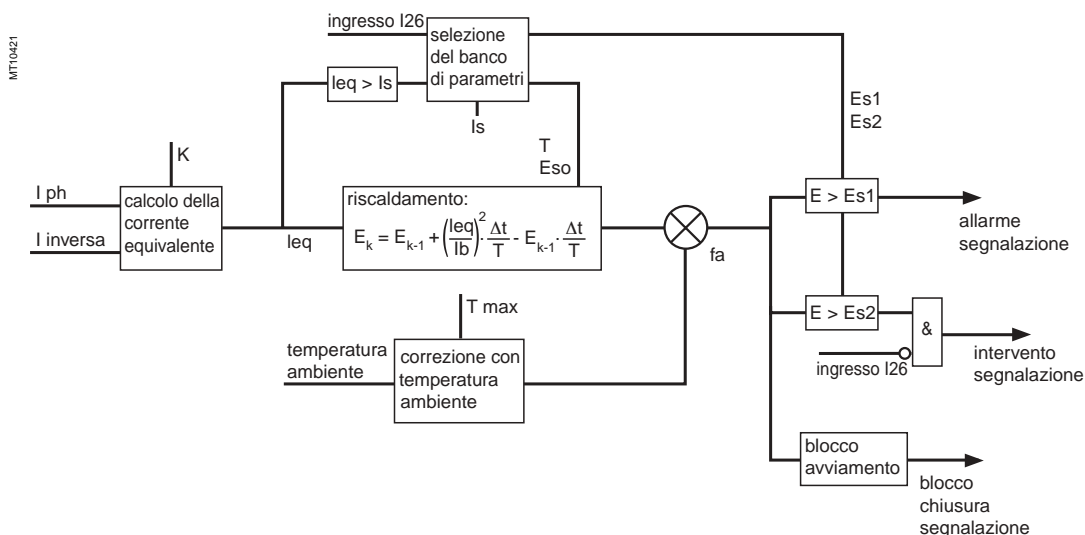 MT10421
ingresso I26
selezione
del banco
di parametri
Ieq > Is
Is
Es1
Es2
T
Eso
K
I ph
I inversa
calcolo della
corrente
equivalente
Ieq
riscaldamento:
E_k = E_{k-1} + (Ieq/Ib)^2 · Δt/T - E_{k-1} · Δt/T
fa
E > Es1
allarme
segnalazione
T max
temperatura
ambiente
correzione con
temperatura
ambiente
E > Es2
&
ingresso I26
intervento
segnalazione
blocco
avviamento
blocco
chiusura
segnalazione